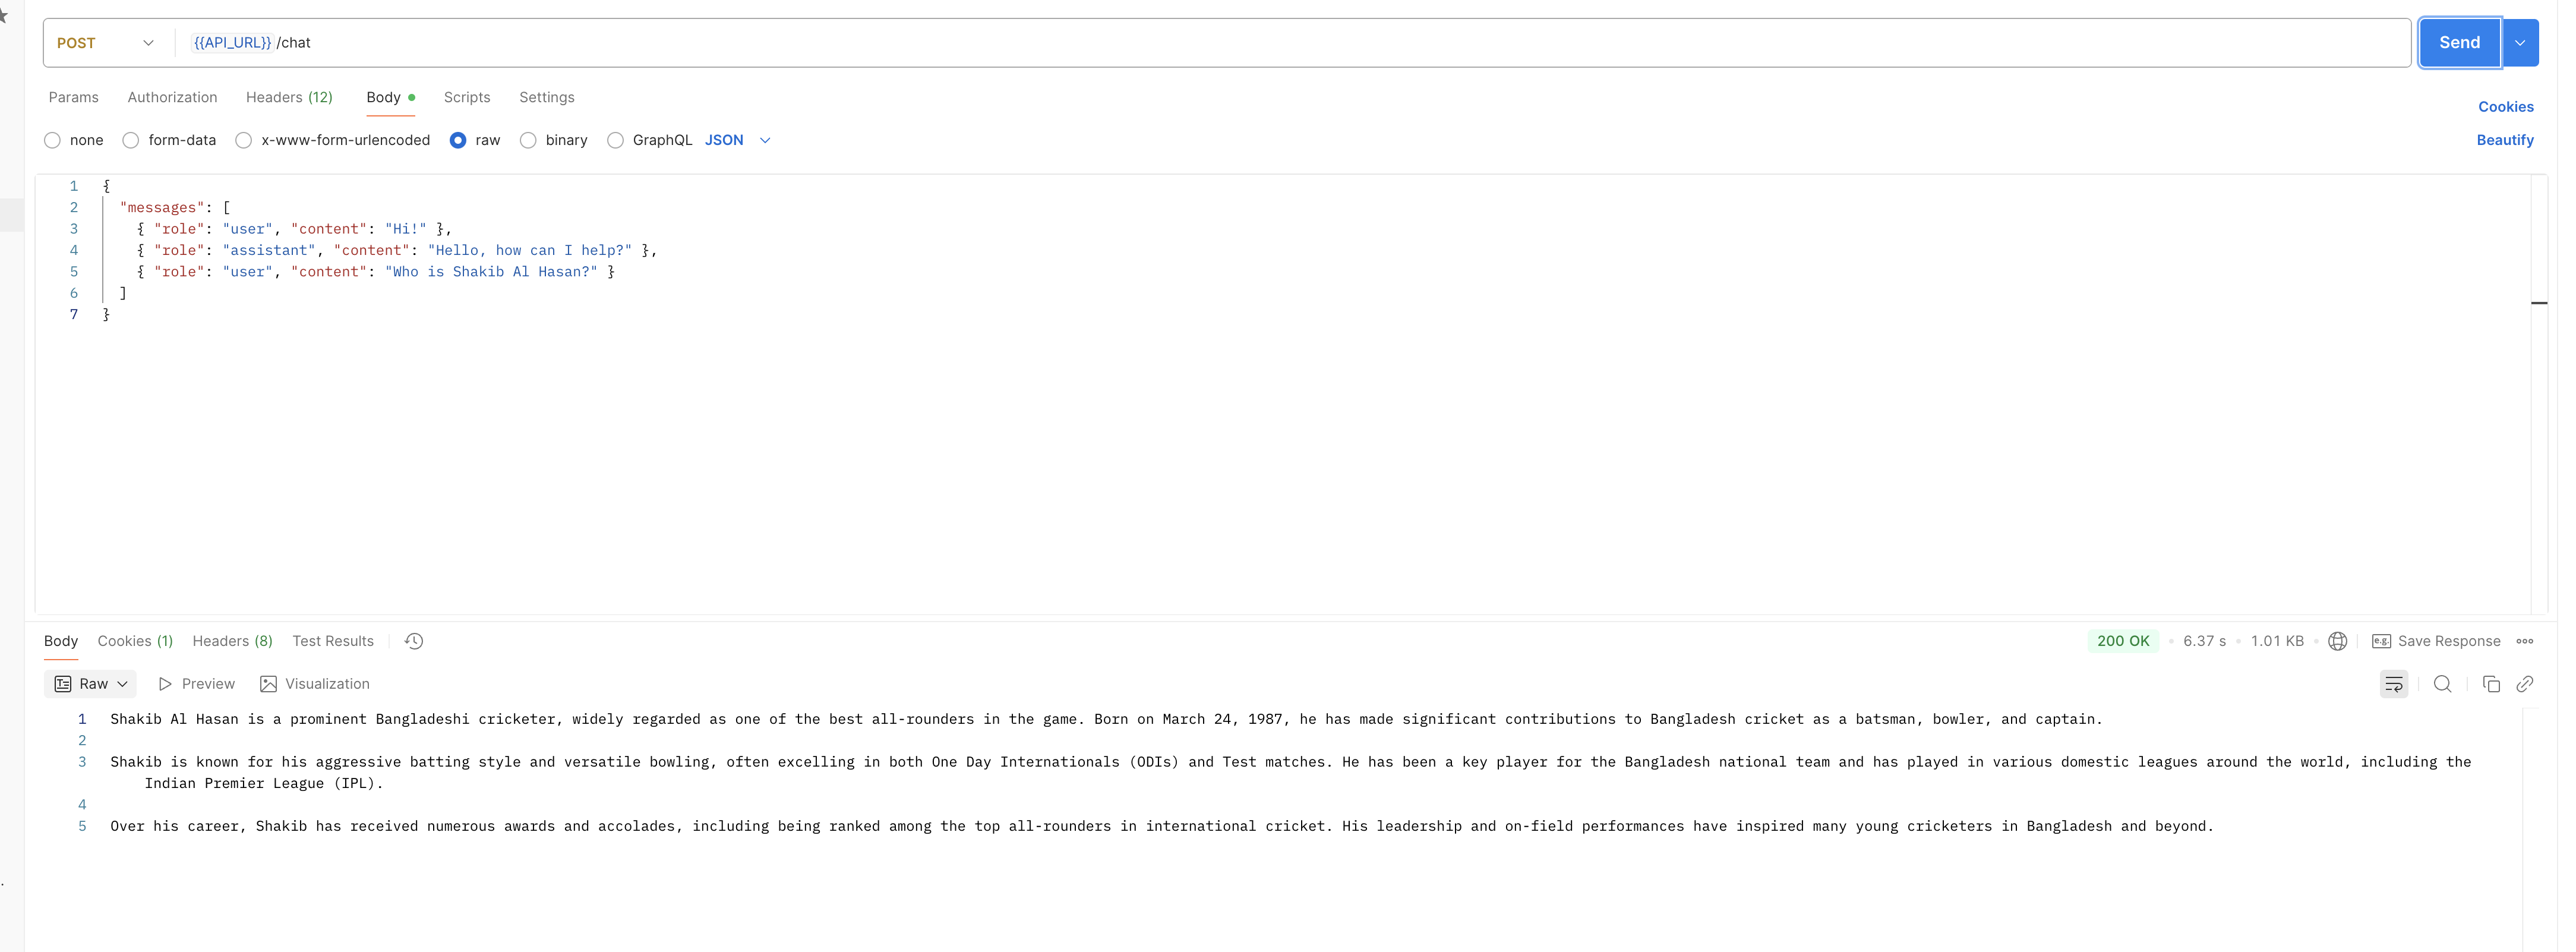 POST {{API_URL}} /chat Send
Params Authorization Headers (12) Body Scripts Settings Cookies
none form-data x-www-form-urlencoded raw binary GraphQL JSON Beautify
1 {
2 "messages": [
3 { "role": "user", "content": "Hi!" },
4 { "role": "assistant", "content": "Hello, how can I help?" },
5 { "role": "user", "content": "Who is Shakib Al Hasan?" }
6 ]
7 }
Body Cookies (1) Headers (8) Test Results 200 OK • 6.37 s • 1.01 KB • e.g. Save Response
Raw Preview Visualization
1 Shakib Al Hasan is a prominent Bangladeshi cricketer, widely regarded as one of the best all-rounders in the game. Born on March 24, 1987, he has made significant contributions to Bangladesh cricket as a batsman, bowler, and captain.
2
3 Shakib is known for his aggressive batting style and versatile bowling, often excelling in both One Day Internationals (ODIs) and Test matches. He has been a key player for the Bangladesh national team and has played in various domestic leagues around the world, including the
Indian Premier League (IPL).
4
5 Over his career, Shakib has received numerous awards and accolades, including being ranked among the top all-rounders in international cricket. His leadership and on-field performances have inspired many young cricketers in Bangladesh and beyond.